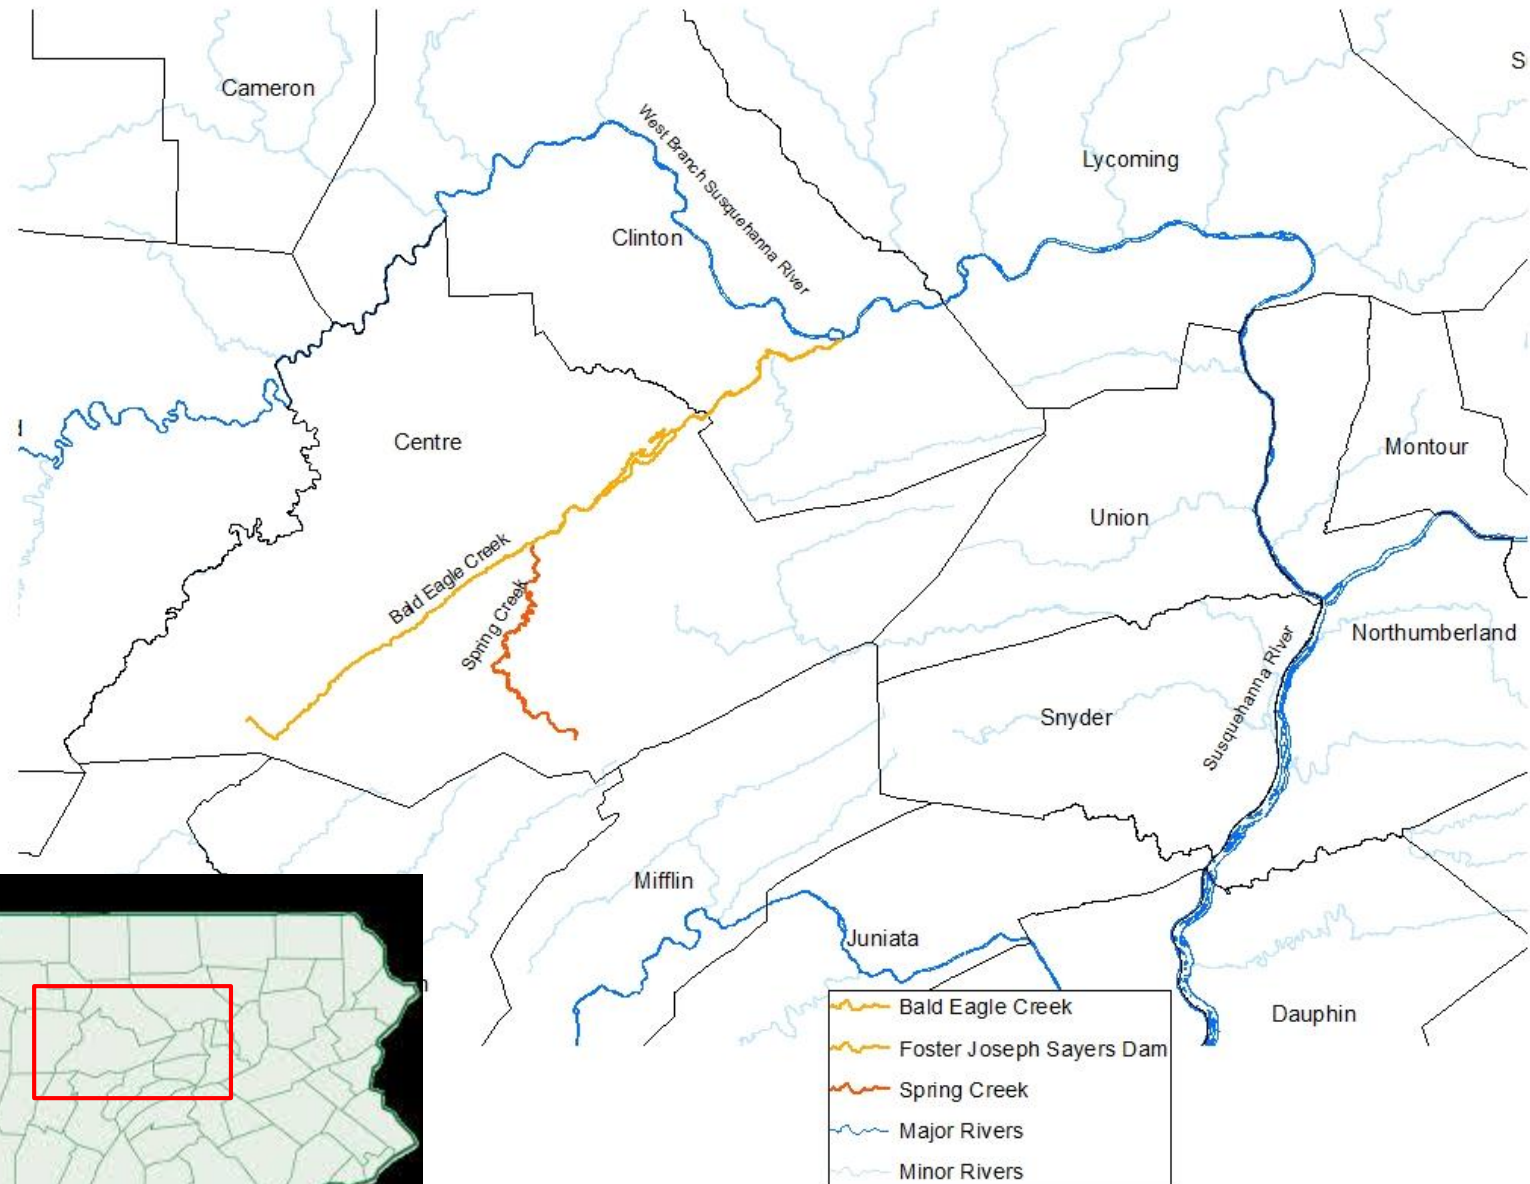 Cameron
S
West Branch Susquehanna River
Lycoming
Clinton
Centre
Montour
Union
Bald Eagle Creek
Spring Creek
Northumberland
Susquehanna River
Snyder
Mifflin
Juniata
Dauphin
Bald Eagle Creek
Foster Joseph Sayers Dam
Spring Creek
Major Rivers
Minor Rivers